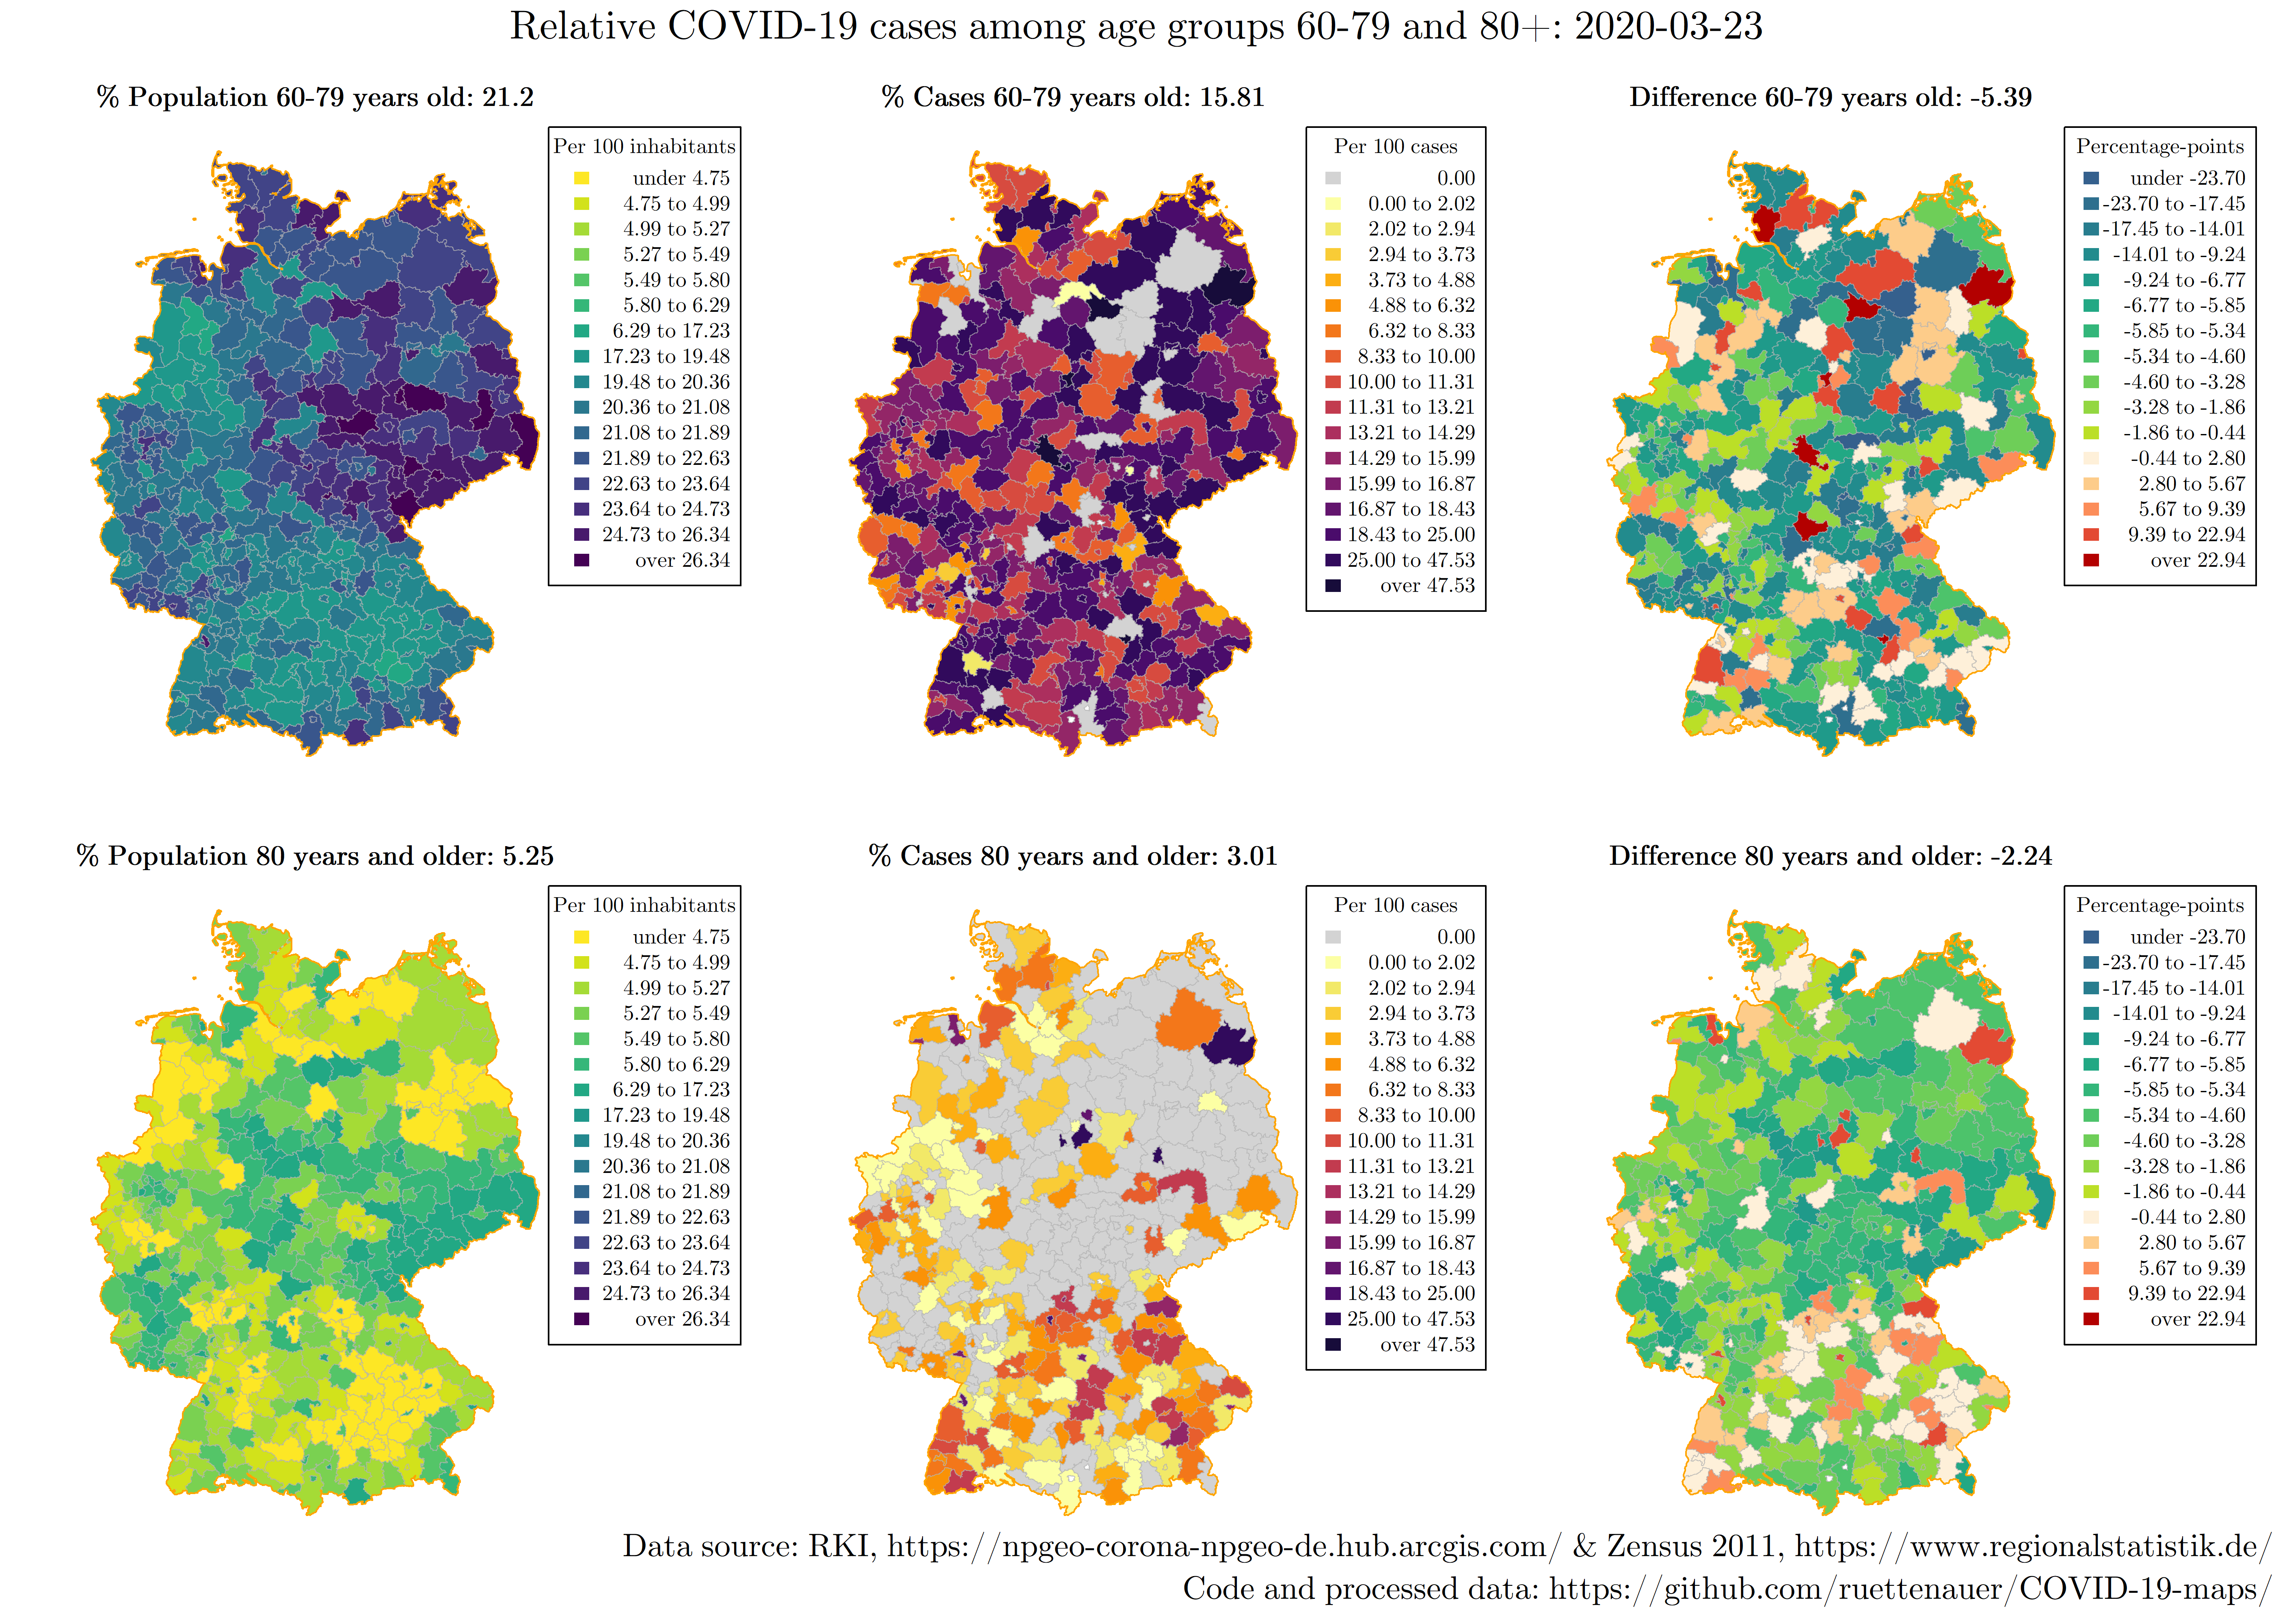 Relative COVID-19 cases among age groups 60-79 and 80+: 2020-03-23
% Population 60-79 years old: 21.2
Per 100 inhabitants
under 4.75
4.75 to 4.99
4.99 to 5.27
5.27 to 5.49
5.49 to 5.80
5.80 to 6.29
6.29 to 17.23
17.23 to 19.48
19.48 to 20.36
20.36 to 21.08
21.08 to 21.89
21.89 to 22.63
22.63 to 23.64
23.64 to 24.73
24.73 to 26.34
over 26.34
% Cases 60-79 years old: 15.81
Per 100 cases
0.00
0.00 to 2.02
2.02 to 2.94
2.94 to 3.73
3.73 to 4.88
4.88 to 6.32
6.32 to 8.33
8.33 to 10.00
10.00 to 11.31
11.31 to 13.21
13.21 to 14.29
14.29 to 15.99
15.99 to 16.87
16.87 to 18.43
18.43 to 25.00
25.00 to 47.53
over 47.53
Difference 60-79 years old: -5.39
Percentage-points
under -23.70
-23.70 to -17.45
-17.45 to -14.01
-14.01 to -9.24
-9.24 to -6.77
-6.77 to -5.85
-5.85 to -5.34
-5.34 to -4.60
-4.60 to -3.28
-3.28 to -1.86
-1.86 to -0.44
-0.44 to 2.80
2.80 to 5.67
5.67 to 9.39
9.39 to 22.94
over 22.94
% Population 80 years and older: 5.25
Per 100 inhabitants
under 4.75
4.75 to 4.99
4.99 to 5.27
5.27 to 5.49
5.49 to 5.80
5.80 to 6.29
6.29 to 17.23
17.23 to 19.48
19.48 to 20.36
20.36 to 21.08
21.08 to 21.89
21.89 to 22.63
22.63 to 23.64
23.64 to 24.73
24.73 to 26.34
over 26.34
% Cases 80 years and older: 3.01
Per 100 cases
0.00
0.00 to 2.02
2.02 to 2.94
2.94 to 3.73
3.73 to 4.88
4.88 to 6.32
6.32 to 8.33
8.33 to 10.00
10.00 to 11.31
11.31 to 13.21
13.21 to 14.29
14.29 to 15.99
15.99 to 16.87
16.87 to 18.43
18.43 to 25.00
25.00 to 47.53
over 47.53
Difference 80 years and older: -2.24
Percentage-points
under -23.70
-23.70 to -17.45
-17.45 to -14.01
-14.01 to -9.24
-9.24 to -6.77
-6.77 to -5.85
-5.85 to -5.34
-5.34 to -4.60
-4.60 to -3.28
-3.28 to -1.86
-1.86 to -0.44
-0.44 to 2.80
2.80 to 5.67
5.67 to 9.39
9.39 to 22.94
over 22.94
Data source: RKI, https://npgeo-corona-npgeo-de.hub.arcgis.com/ & Zensus 2011, https://www.regionalstatistik.de/
Code and processed data: https://github.com/ruettenauer/COVID-19-maps/